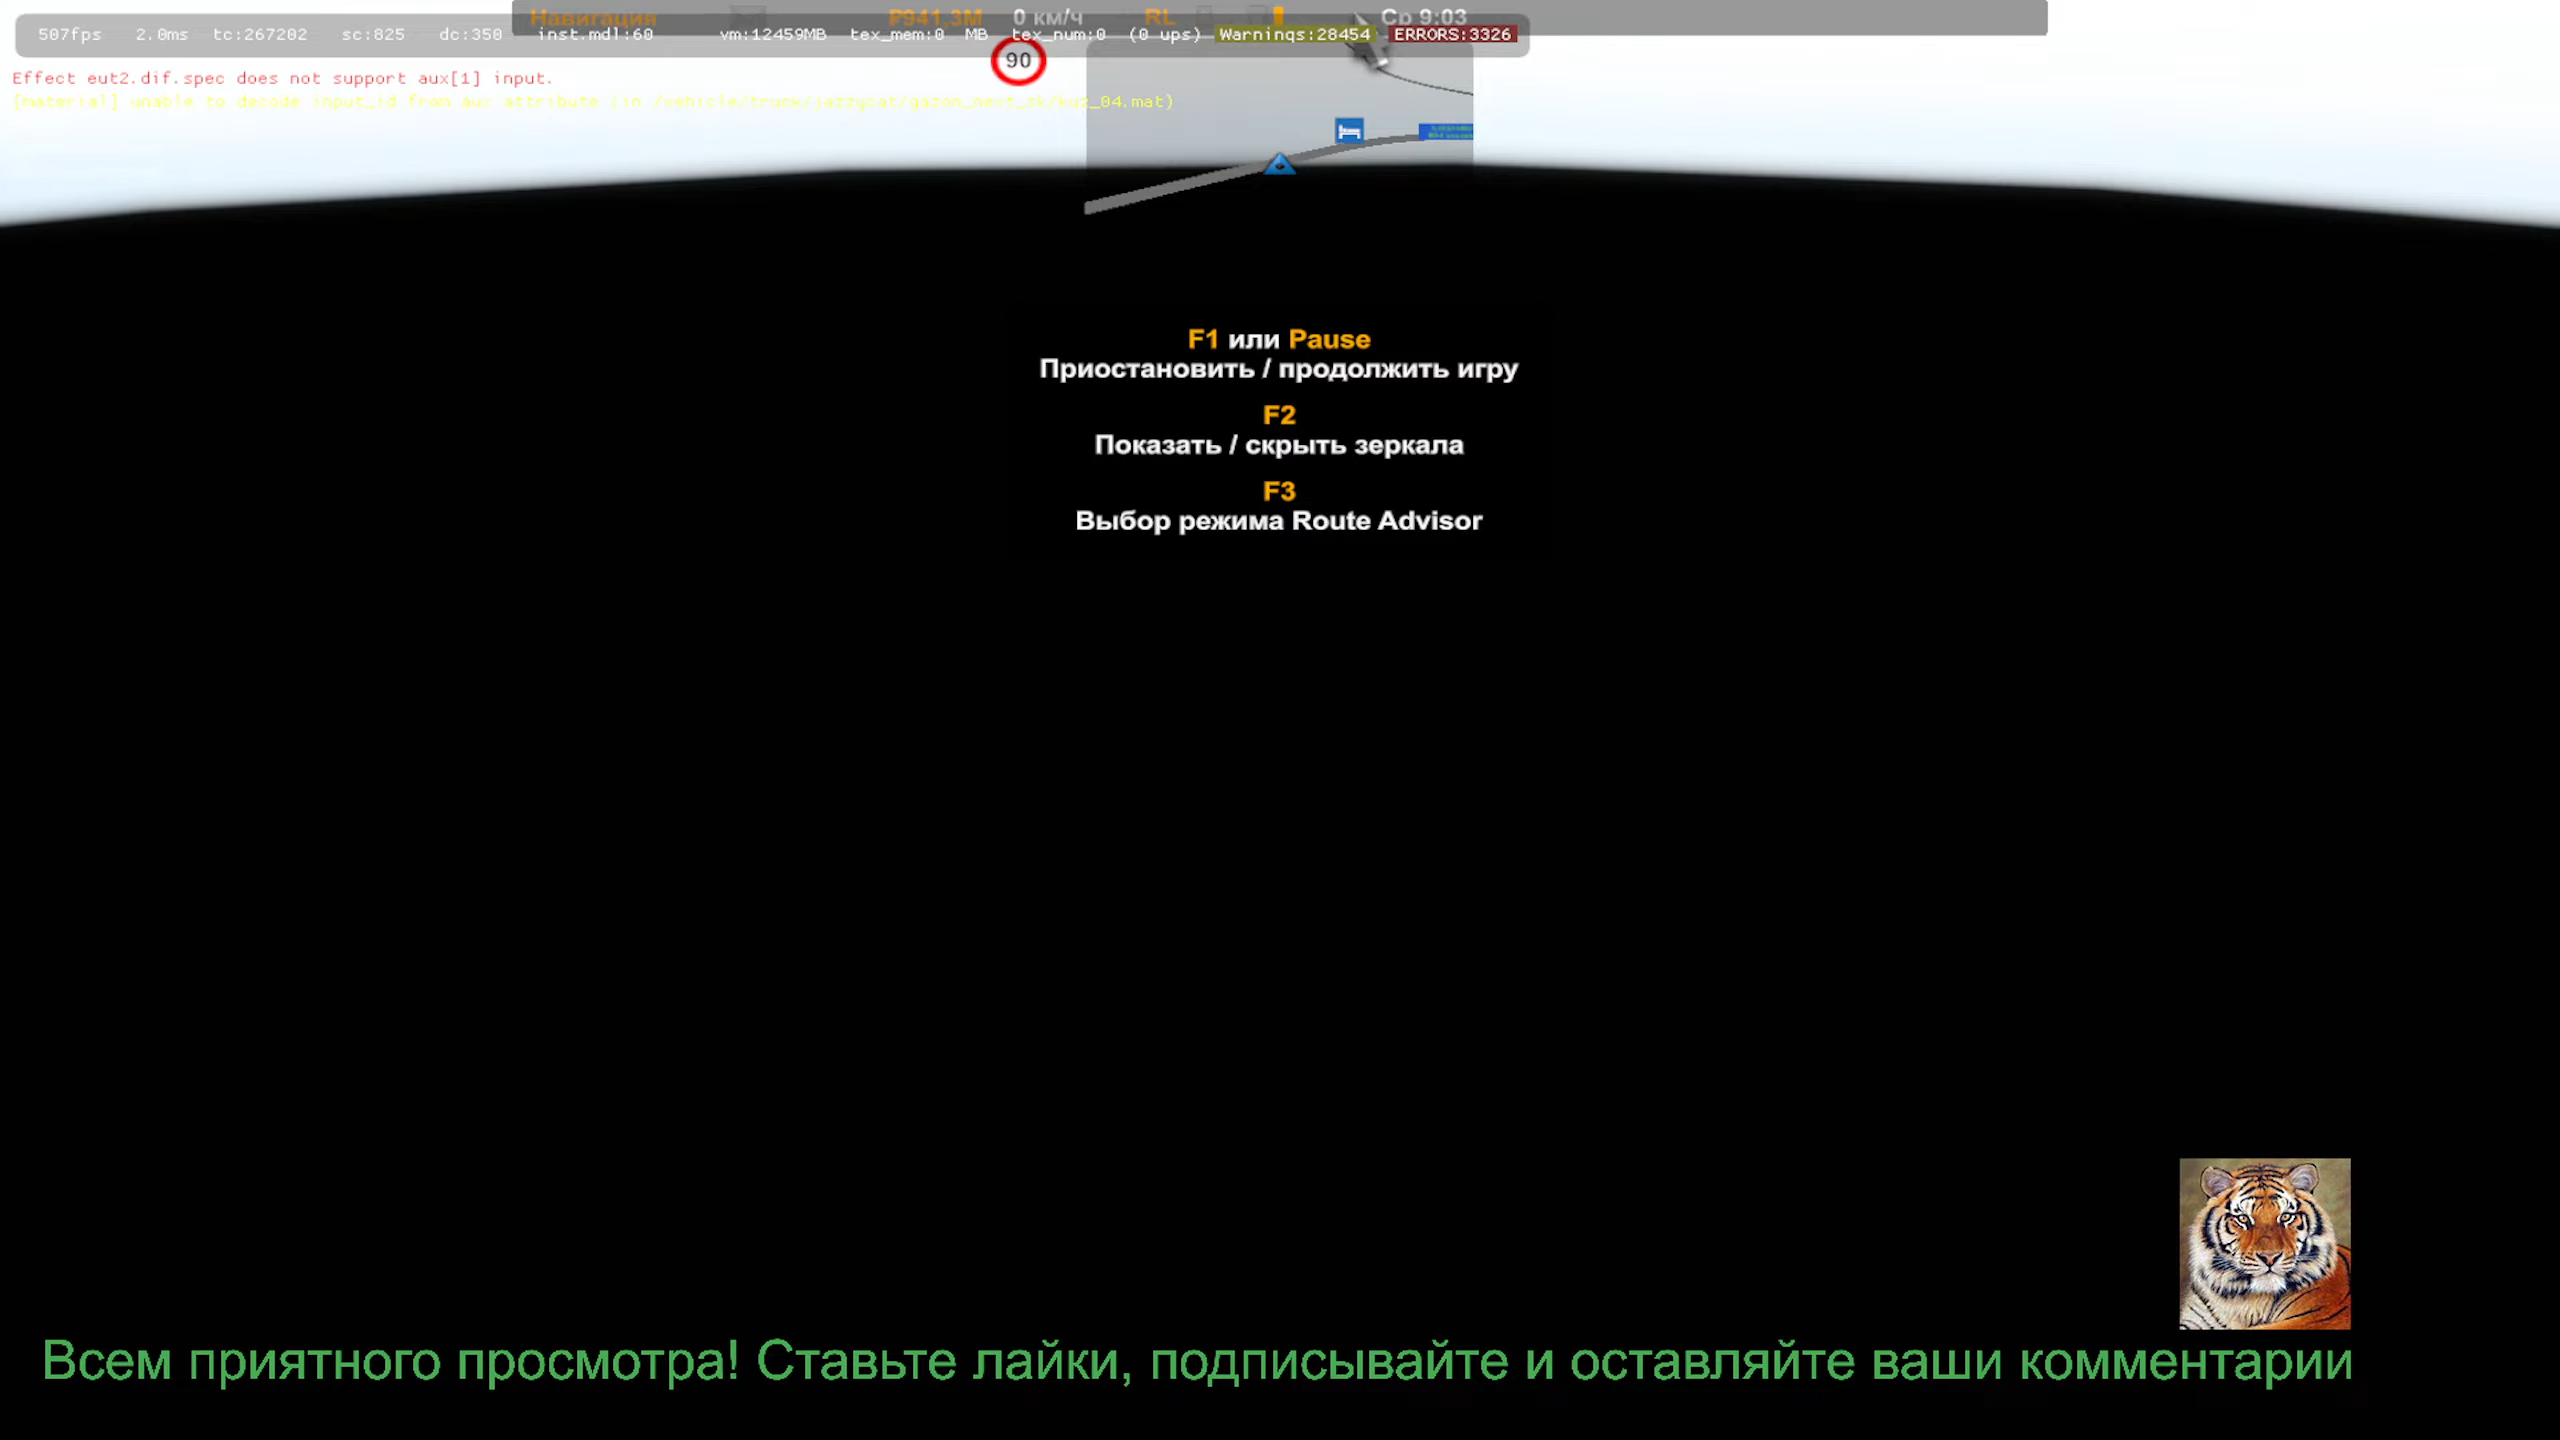 Навигация ₽941,3M 0 км/ч RL Ср 9:03
507fps 2.0ms tc:267202 sc:825 dc:350 inst.mdl:60 vm:12459MB tex_mem:0 MB tex_num:0 (0 ups) Warnings:28454 ERRORS:3326
90
Effect eut2.dif.spec does not support aux[1] input.
[material] unable to decode input_id from aux attribute (in /vehicle/truck/jazzycat/gazon_next_sk/kuz_04.mat)
F1 или Pause
Приостановить / продолжить игру
F2
Показать / скрыть зеркала
F3
Выбор режима Route Advisor
Всем приятного просмотра! Ставьте лайки, подписывайте и оставляйте ваши комментарии